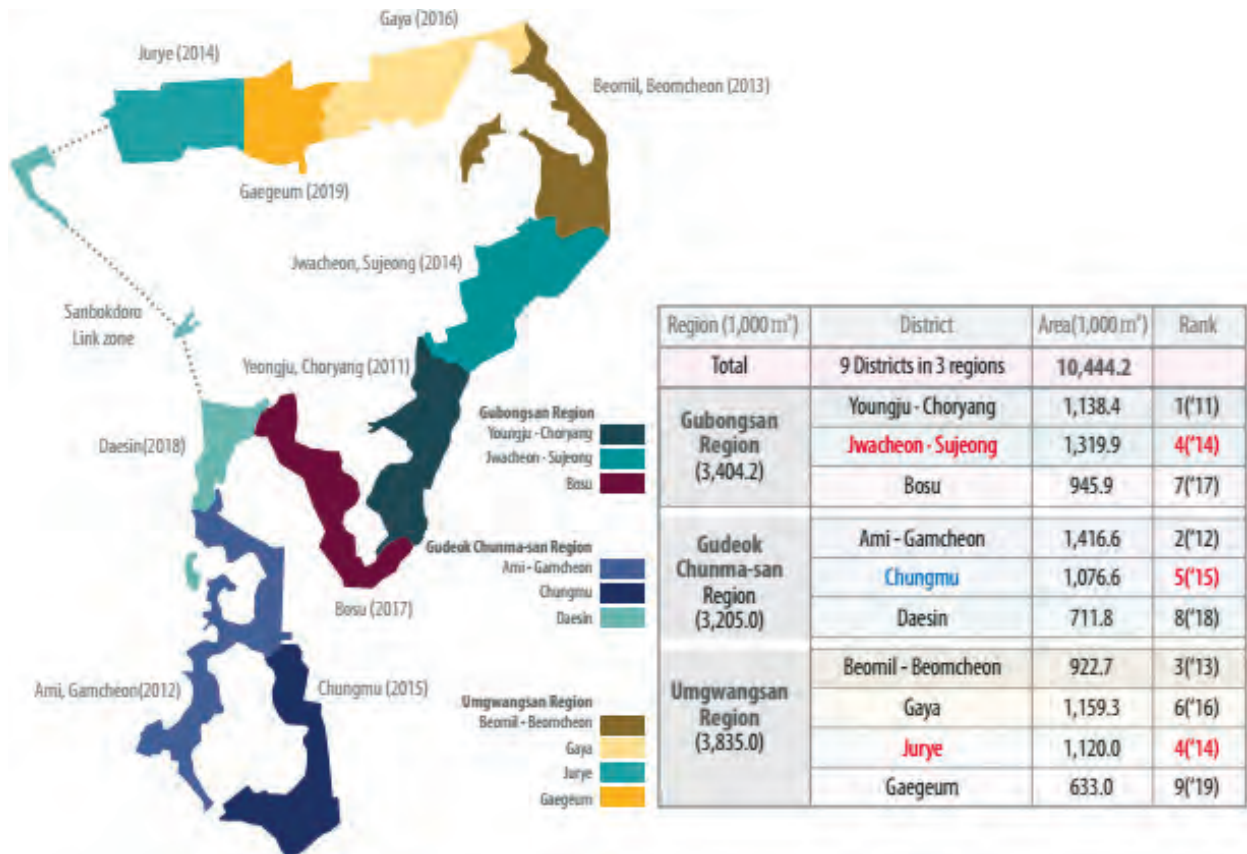 Gaya (2016)
Jurye (2014)
Beomil, Beomcheon (2013)
Gaegeum (2019)
Jwacheon, Sujeong (2014)
Sanbokdoro
Link zone
Yeongju, Choryang (2011)
Daesin(2018)
Bosu (2017)
Ami, Gamcheon(2012)
Chungmu (2015)
Gubongsan Region
Youngju - Choryang
Jwacheon - Sujeong
Bosu
Gudeok Chunma-san Region
Ami - Gamcheon
Chungmu
Daesin
Umgwangsan Region
Beomil - Beomcheon
Gaya
Jurye
Gaegeum
Region (1,000 m²) District Area(1,000 m²) Rank
Total 9 Districts in 3 regions 10,444.2
Gubongsan
Region
(3,404.2)
Youngju - Choryang 1,138.4 1('11)
Jwacheon - Sujeong 1,319.9 4('14)
Bosu 945.9 7('17)
Gudeok
Chunma-san
Region
(3,205.0)
Ami - Gamcheon 1,416.6 2('12)
Chungmu 1,076.6 5('15)
Daesin 711.8 8('18)
Umgwangsan
Region
(3,835.0)
Beomil - Beomcheon 922.7 3('13)
Gaya 1,159.3 6('16)
Jurye 1,120.0 4('14)
Gaegeum 633.0 9('19)